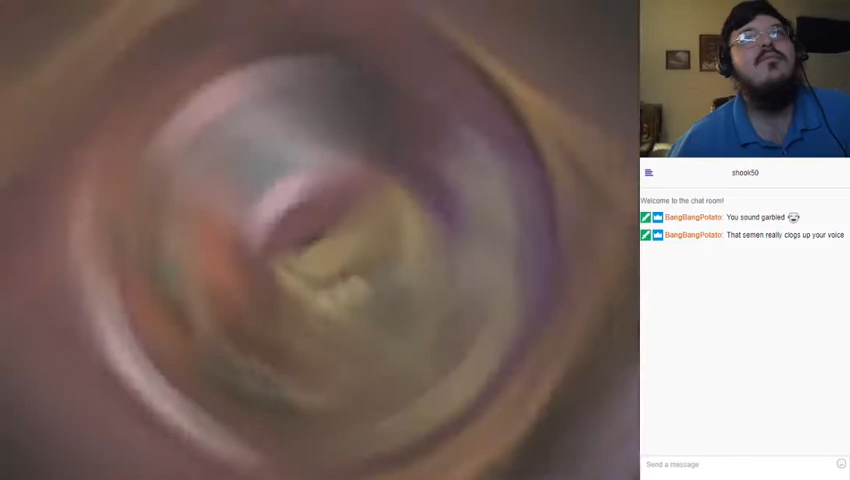 shook50
Welcome to the chat room!
BangBangPotato: You sound garbled
BangBangPotato: That semen really clogs up your voice
Send a message